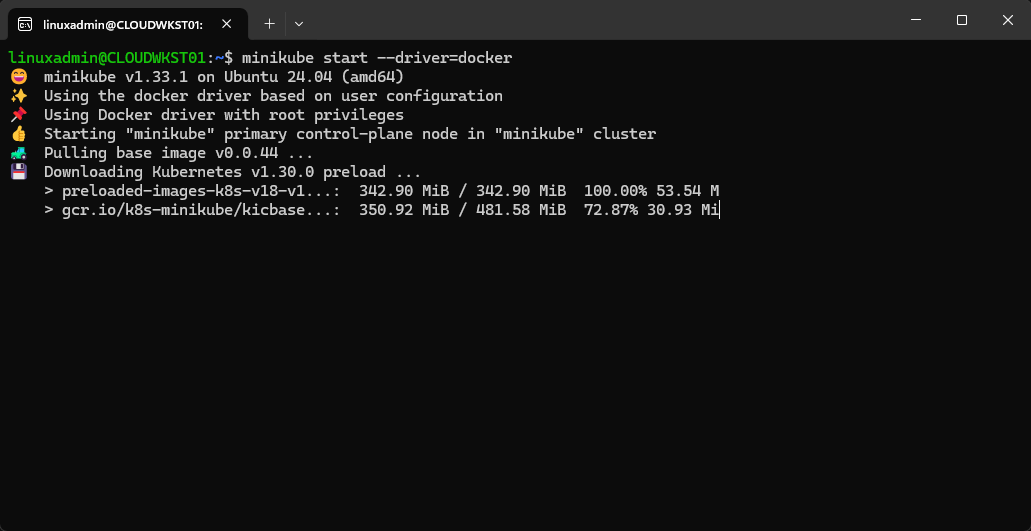 linuxadmin@CLOUDWKST01:
linuxadmin@CLOUDWKST01:~$ minikube start --driver=docker
😄 minikube v1.33.1 on Ubuntu 24.04 (amd64)
✨ Using the docker driver based on user configuration
📌 Using Docker driver with root privileges
👍 Starting "minikube" primary control-plane node in "minikube" cluster
🚜 Pulling base image v0.0.44 ...
💾 Downloading Kubernetes v1.30.0 preload ...
> preloaded-images-k8s-v18-v1...: 342.90 MiB / 342.90 MiB 100.00% 53.54 M
> gcr.io/k8s-minikube/kicbase...: 350.92 MiB / 481.58 MiB 72.87% 30.93 Mi